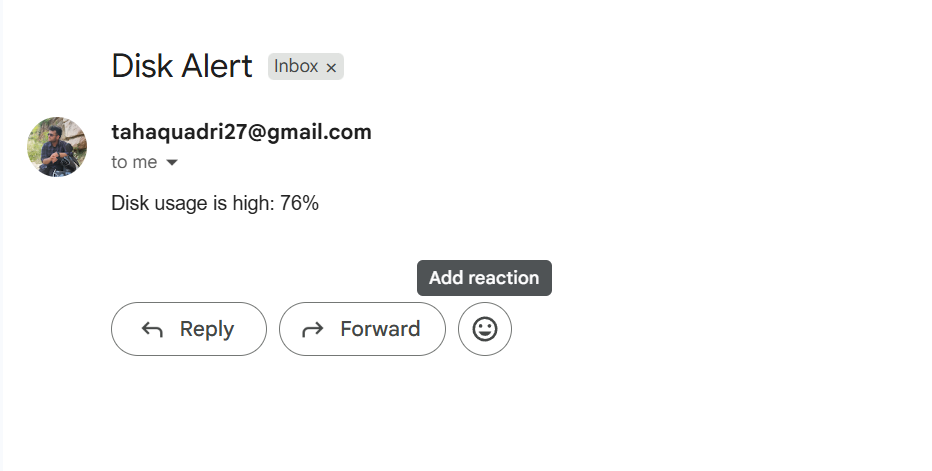 Disk Alert Inbox ×
tahaquadri27@gmail.com
to me
Disk usage is high: 76%
Add reaction
Reply Forward